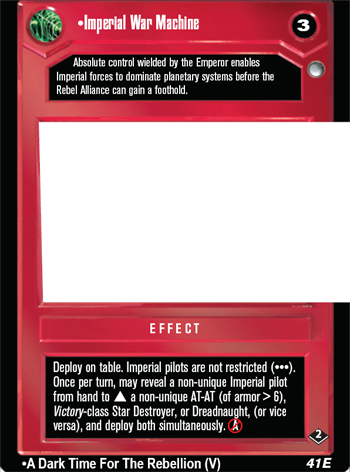 •Imperial War Machine
3
Absolute control wielded by the Emperor enables
Imperial forces to dominate planetary systems before the
Rebel Alliance can gain a foothold.
EFFECT
Deploy on table. Imperial pilots are not restricted (•••).
Once per turn, may reveal a non-unique Imperial pilot
from hand to ▲ a non-unique AT-AT (of armor > 6),
Victory-class Star Destroyer, or Dreadnaught, (or vice
versa), and deploy both simultaneously. A
2
•A Dark Time For The Rebellion (V)
41E